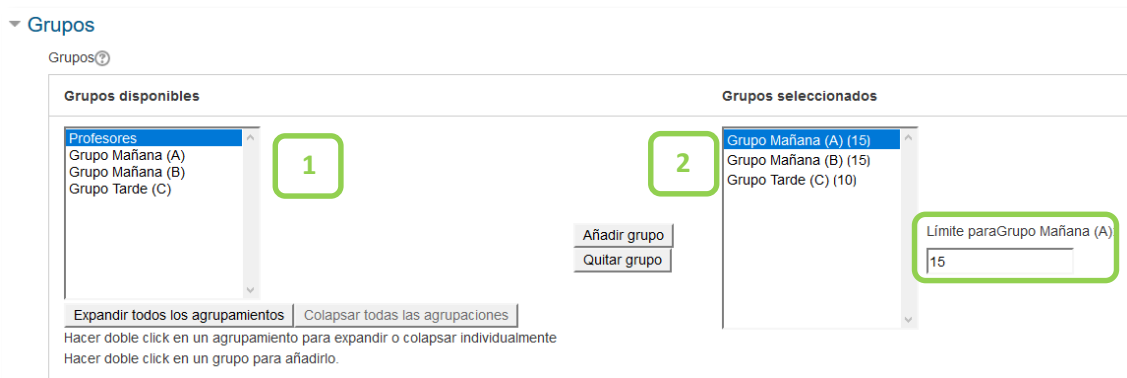 Grupos
Grupos
Grupos disponibles
Grupos seleccionados
Profesores
Grupo Mañana (A)
Grupo Mañana (B)
Grupo Tarde (C)
1
Añadir grupo
Quitar grupo
2
Grupo Mañana (A) (15)
Grupo Mañana (B) (15)
Grupo Tarde (C) (10)
Límite paraGrupo Mañana (A):
15
Expandir todos los agrupamientos
Colapsar todas las agrupaciones
Hacer doble click en un agrupamiento para expandir o colapsar individualmente
Hacer doble click en un grupo para añadirlo.